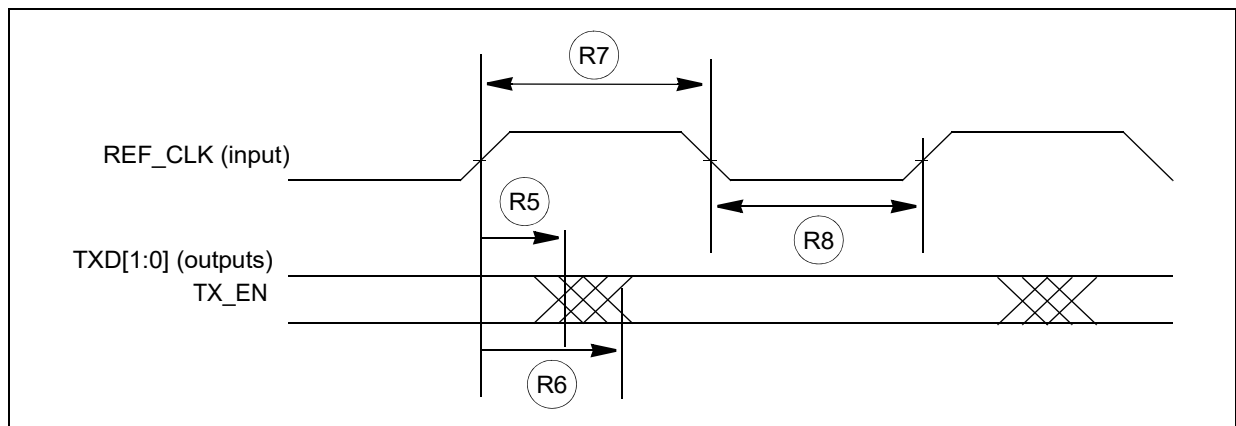 R7
REF_CLK (input)
R5
R8
TXD[1:0] (outputs)
TX_EN
R6